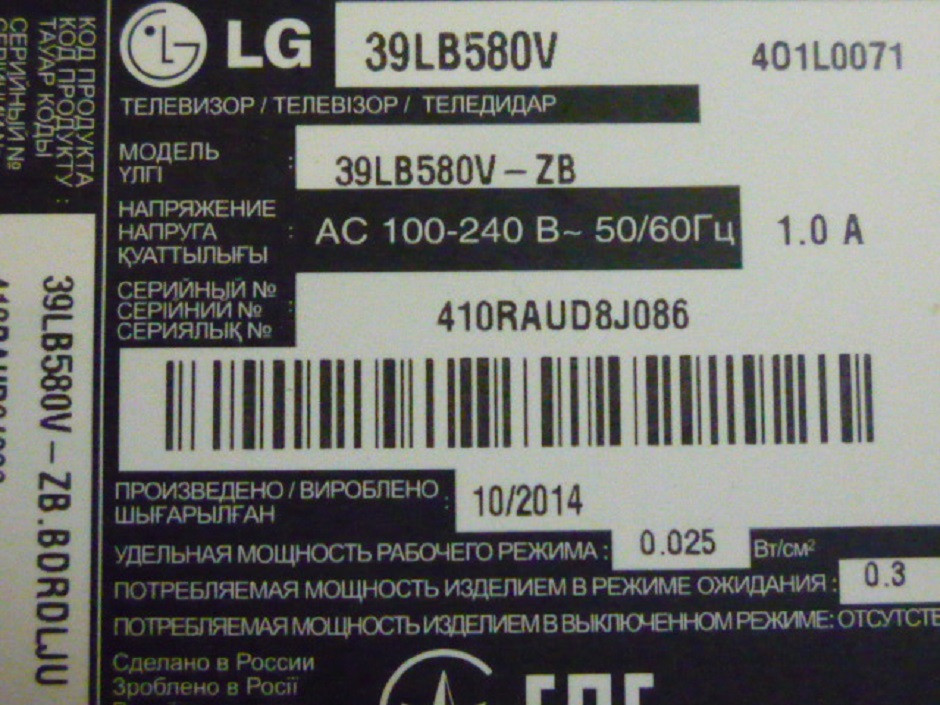 LG 39LB580V 401L0071
ТЕЛЕВИЗОР / ТЕЛЕВІЗОР / ТЕЛЕДИДАР
МОДЕЛЬ
ҮЛГІ
: 39LB580V – ZB
НАПРЯЖЕНИЕ
НАПРУГА
ҚУАТТЫЛЫҒЫ
: AC 100-240 В~ 50/60Гц 1.0 A
СЕРИЙНЫЙ №
СЕРІЙНИЙ №
СЕРИЯЛЫҚ №
: 410RAUD8J086
ПРОИЗВЕДЕНО / ВИРОБЛЕНО
ШЫҒАРЫЛҒАН
: 10/2014
УДЕЛЬНАЯ МОЩНОСТЬ РАБОЧЕГО РЕЖИМА : 0.025 Вт/см²
ПОТРЕБЛЯЕМАЯ МОЩНОСТЬ ИЗДЕЛИЕМ В РЕЖИМЕ ОЖИДАНИЯ : 0.3
ПОТРЕБЛЯЕМАЯ МОЩНОСТЬ ИЗДЕЛИЕМ В ВЫКЛЮЧЕННОМ РЕЖИМЕ: ОТСУТСТВ
Сделано в России
Зроблено в Росії
КОД ПРОДУКТА
КОД ПРОДУКТУ :
ТАУАР КОДЫ
СЕРИЙНЫЙ №
39LB580V – ZB.BDRDLJU